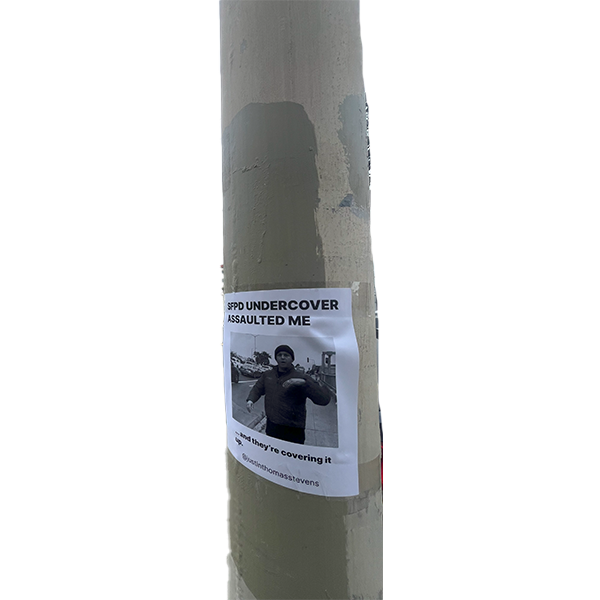 SFPD UNDERCOVER
ASSAULTED ME
...and they're covering it
up.
@justinthomasstevens